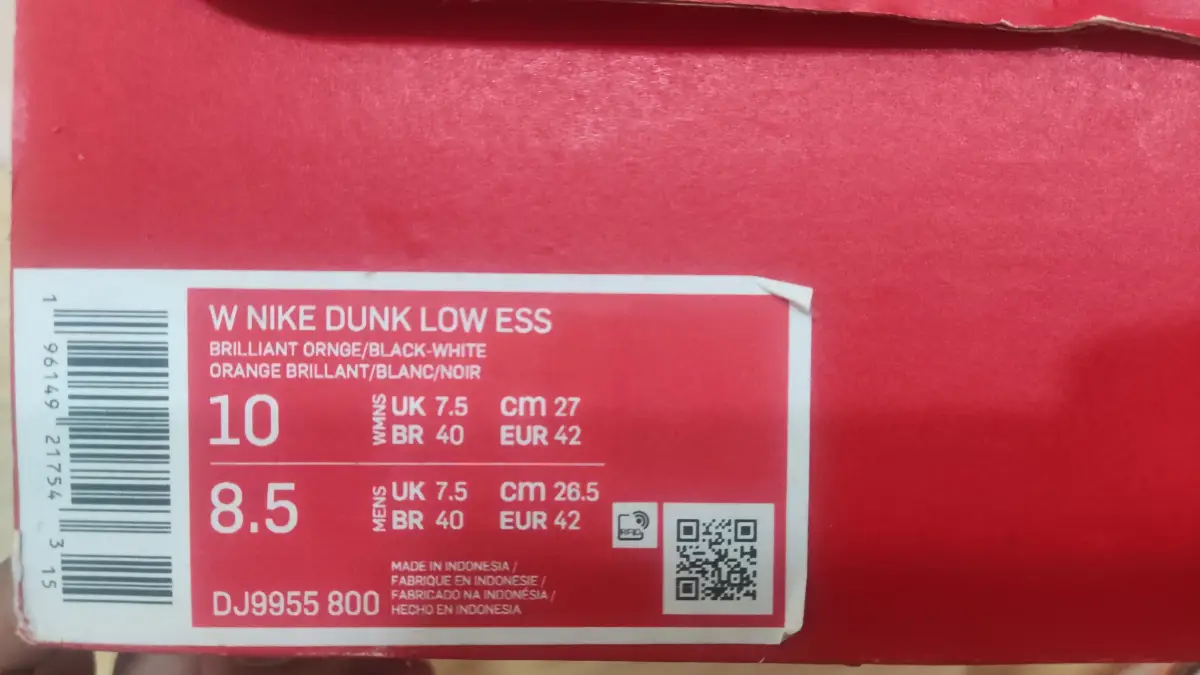 W NIKE DUNK LOW ESS
BRILLIANT ORNGE/BLACK-WHITE
ORANGE BRILLANT/BLANC/NOIR
10 WMNS UK 7.5 cm 27
BR 40 EUR 42
8.5 MENS UK 7.5 cm 26.5
BR 40 EUR 42
RFID
MADE IN INDONESIA /
FABRIQUE EN INDONESIE /
FABRICADO NA INDONÉSIA /
HECHO EN INDONESIA
DJ9955 800
1 96149 21754 3 15